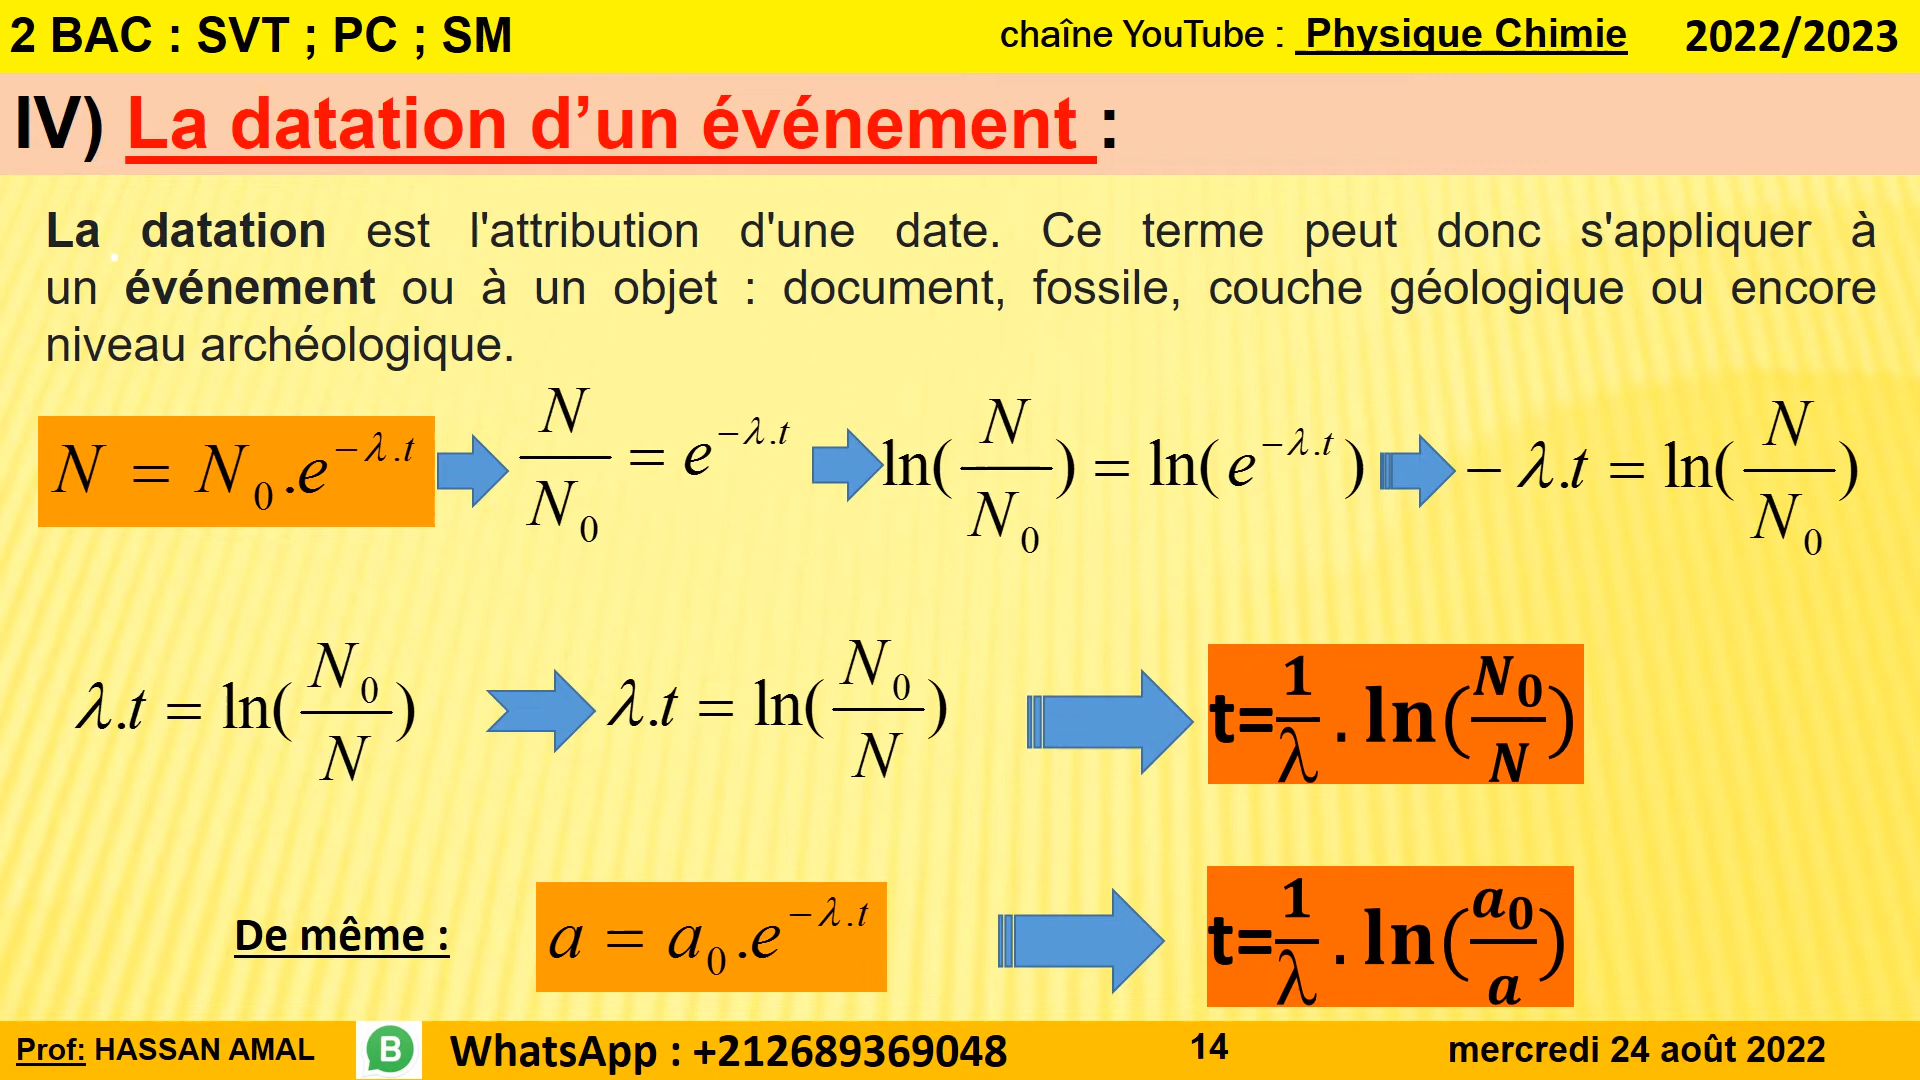 2 BAC : SVT ; PC ; SM chaîne YouTube : Physique Chimie 2022/2023
IV) La datation d’un événement :
La datation est l'attribution d'une date. Ce terme peut donc s'appliquer à
un événement ou à un objet : document, fossile, couche géologique ou encore
niveau archéologique.
N = N₀.e^(−λ.t) N/N₀ = e^(−λ.t) ln(N/N₀) = ln(e^(−λ.t)) −λ.t = ln(N/N₀)
λ.t = ln(N₀/N) λ.t = ln(N₀/N) t=1/λ . ln(N₀/N)
De même : a = a₀.e^(−λ.t) t=1/λ . ln(a₀/a)
Prof: HASSAN AMAL B WhatsApp : +212689369048 14 mercredi 24 août 2022